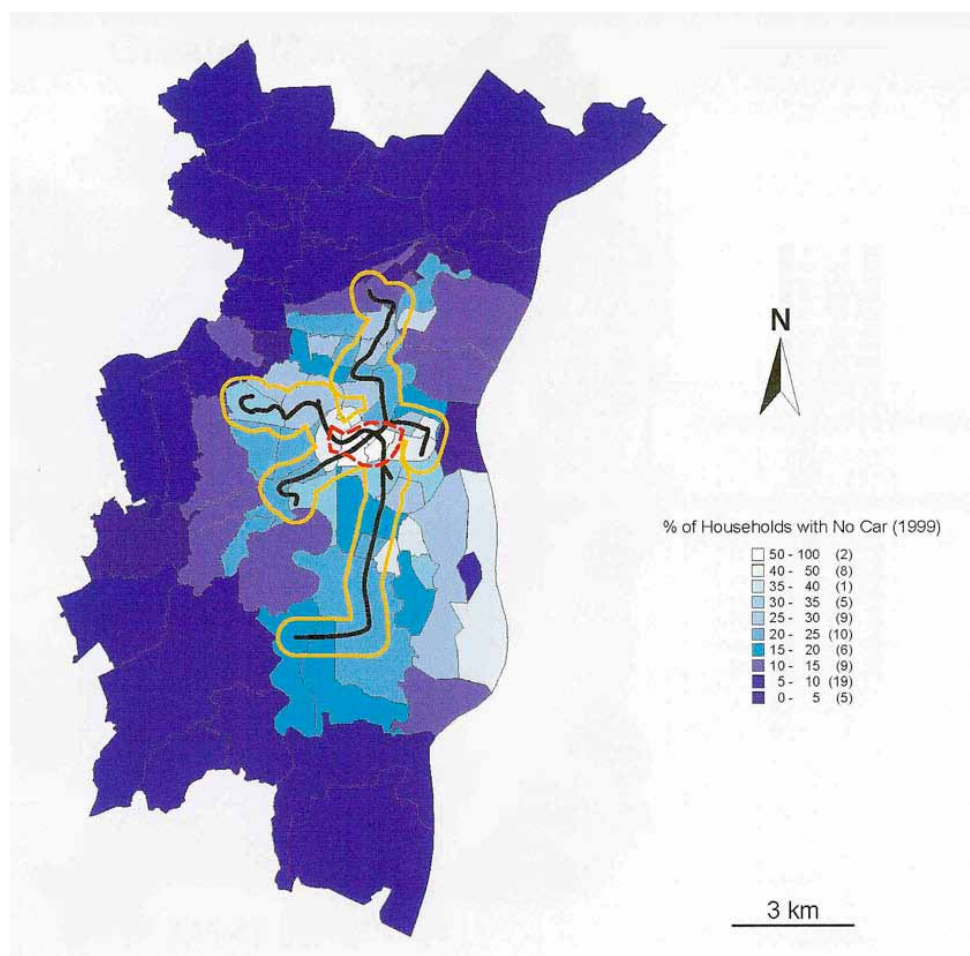 N
% of Households with No Car (1999)
50 - 100 (2)
40 - 50 (8)
35 - 40 (1)
30 - 35 (5)
25 - 30 (9)
20 - 25 (10)
15 - 20 (6)
10 - 15 (9)
5 - 10 (19)
0 - 5 (5)
3 km